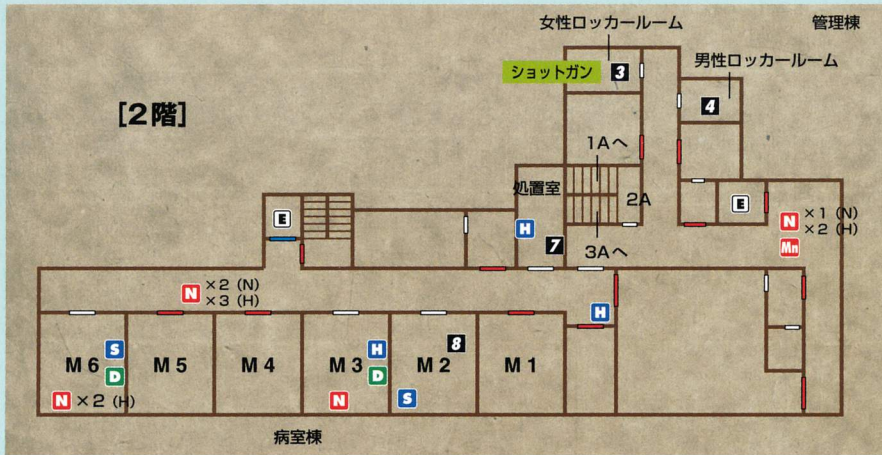 女性ロッカールーム
管理棟
ショットガン
3
男性ロッカールーム
4
[2階]
1Aへ
処置室
2A
E
E
N ×1 (N)
×2 (H)
H
7
3Aへ
Mn
N ×2 (N)
×3 (H)
H
M6
S
D
M5
M4
M3
H
D
M2
8
S
M1
N ×2 (H)
N
病室棟